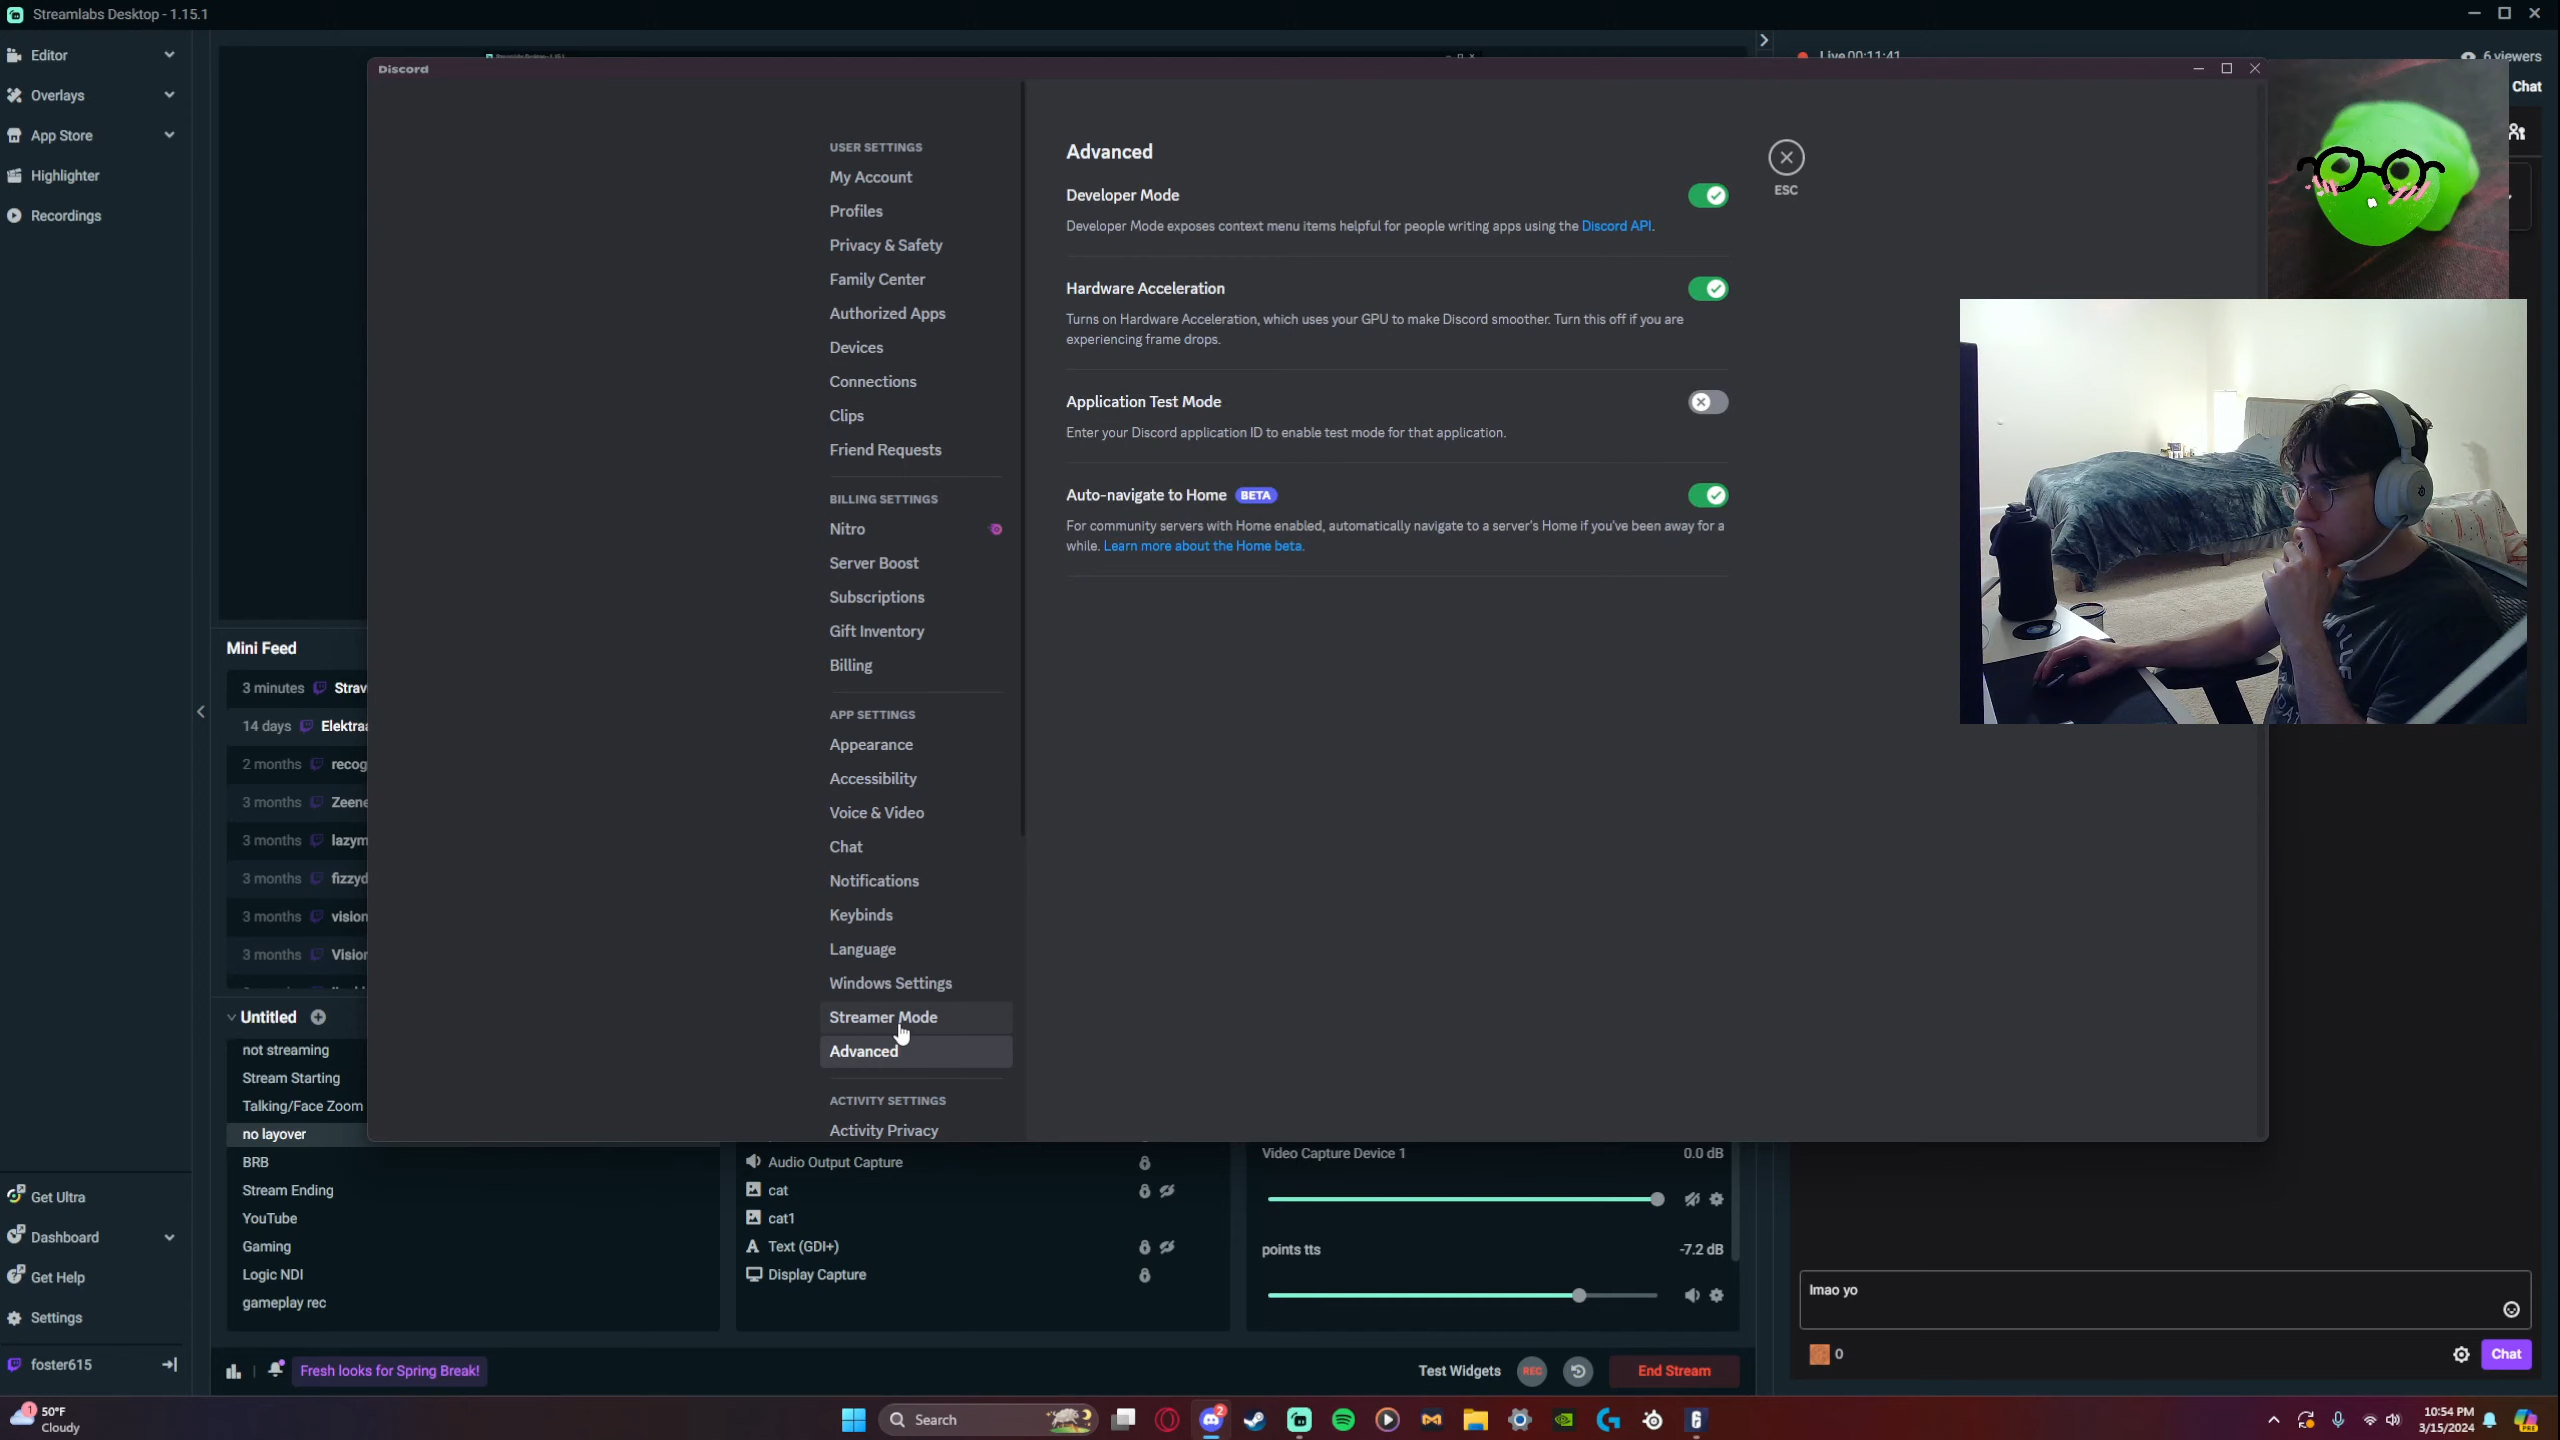 Streamlabs Desktop - 1.15.1
Editor
Overlays
App Store
Highlighter
Recordings
Live 00:11:41
6 viewers
Chat
Discord
USER SETTINGS
My Account
Profiles
Privacy & Safety
Family Center
Authorized Apps
Devices
Connections
Clips
Friend Requests
BILLING SETTINGS
Nitro
Server Boost
Subscriptions
Gift Inventory
Billing
APP SETTINGS
Appearance
Accessibility
Voice & Video
Chat
Notifications
Keybinds
Language
Windows Settings
Streamer Mode
Advanced
ACTIVITY SETTINGS
Activity Privacy
Advanced
ESC
Developer Mode
Developer Mode exposes context menu items helpful for people writing apps using the Discord API.
Hardware Acceleration
Turns on Hardware Acceleration, which uses your GPU to make Discord smoother. Turn this off if you are
experiencing frame drops.
Application Test Mode
Enter your Discord application ID to enable test mode for that application.
Auto-navigate to Home BETA
For community servers with Home enabled, automatically navigate to a server's Home if you've been away for a
while. Learn more about the Home beta.
Mini Feed
3 minutes
14 days
2 months
3 months
3 months
3 months
3 months
3 months
Untitled
not streaming
Stream Starting
Talking/Face Zoom
no layover
BRB
Stream Ending
YouTube
Gaming
Logic NDI
gameplay rec
Audio Output Capture
cat
cat1
Text (GDI+)
Display Capture
Video Capture Device 1 0.0 dB
points tts -7.2 dB
lmao yo
0
Chat
Get Ultra
Dashboard
Get Help
Settings
foster615
Fresh looks for Spring Break!
Test Widgets
REC
End Stream
1
50°F
Cloudy
Search
2
10:54 PM
3/15/2024